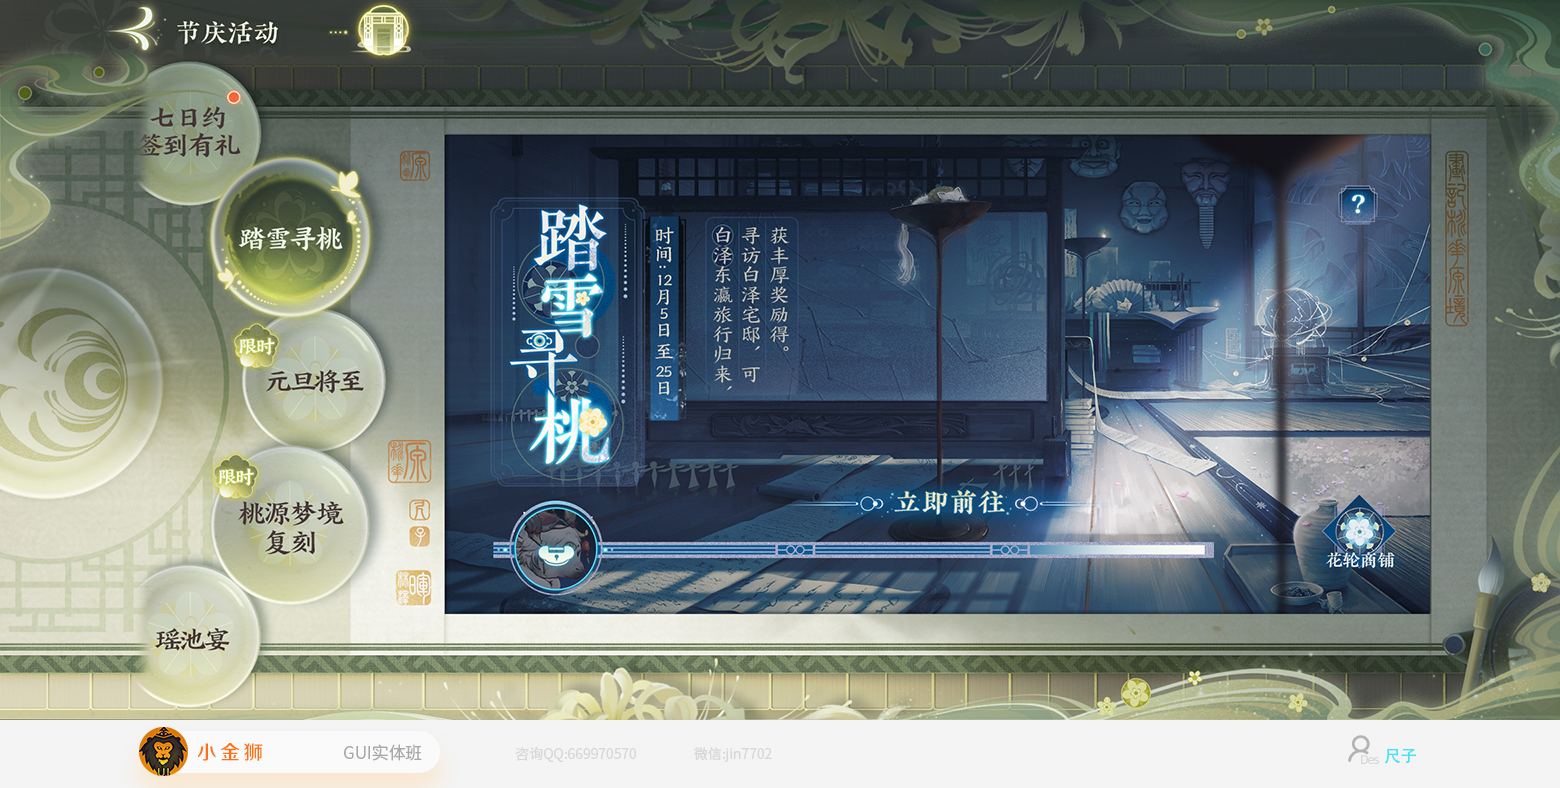 节庆活动
七日约
签到有礼
踏雪寻桃
限时
元旦将至
限时
桃源梦境
复刻
瑶池宴
踏雪寻桃
时间：12月5日 至 25日
白泽东瀛旅行归来，
寻访白泽宅邸，可
获丰厚奖励得。
?
立即前往
花轮商铺
小金狮
GUI实体班
咨询QQ:669970570
微信:jin7702
Des 尺子